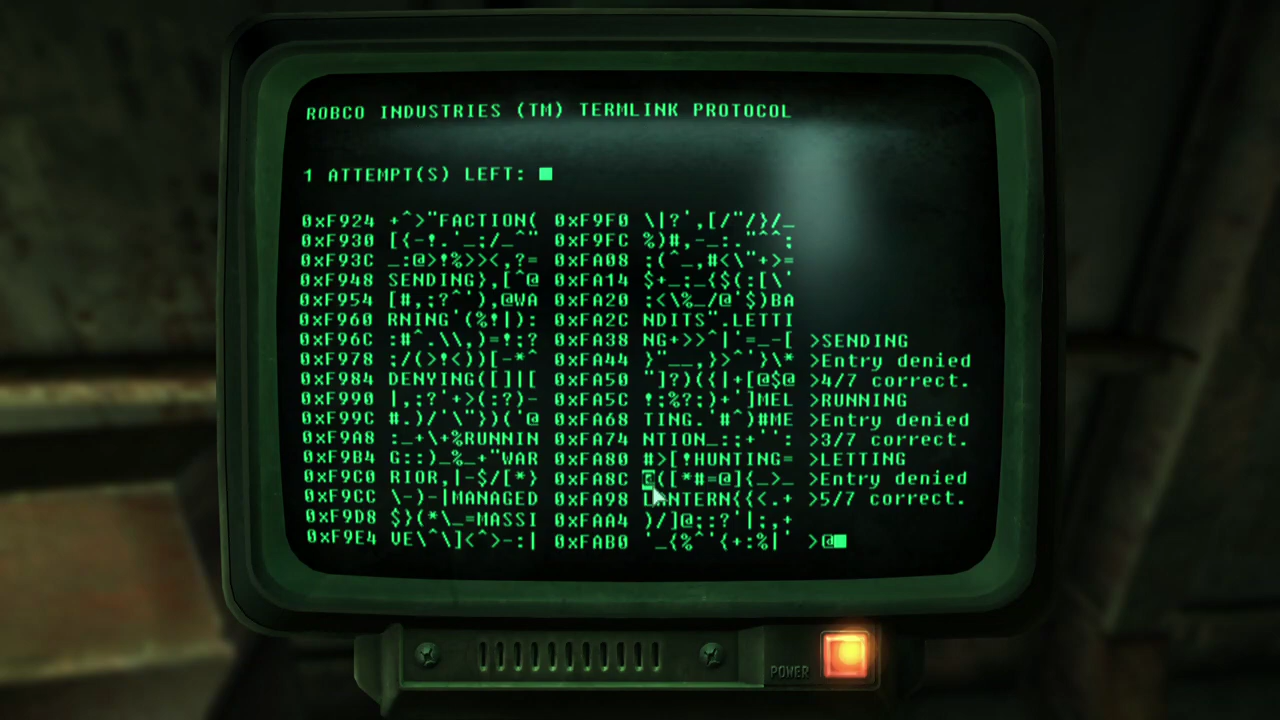 ROBCO INDUSTRIES (TM) TERMLINK PROTOCOL
1 ATTEMPT(S) LEFT:
0xF924 +^>"FACTION( 0xF9F0 \|?',[/"/}/_
0xF930 [{-!.'_:/_^" 0xF9FC %)#,-_:."^^;
0xF93C _:@>!%>><,?= 0xFA08 ;(^_,#<\"+>=
0xF948 SENDING},[^@ 0xFA14 $+_:_{$(:[\'
0xF954 [#,:?^'),@WA 0xFA20 :<\%_/@'$)BA
0xF960 RNING'(%!|): 0xFA2C NDITS".LETTI
0xF96C :#^.\\,)=!;? 0xFA38 NG+>>^|'=_-[ >SENDING
0xF978 ;/(>!<))[-*^ 0xFA44 }"__,}>^'}\* >Entry denied
0xF984 DENYING([]|[ 0xFA50 "]?)({|+[@$@ >4/7 correct.
0xF990 |,:?'+>(:?)- 0xFA5C !:%?:)+']MEL >RUNNING
0xF99C #.)/'\"})('@ 0xFA68 TING.'#^)#ME >Entry denied
0xF9A8 :_+\+%RUNNIN 0xFA74 NTION_:;+'': >3/7 correct.
0xF9B4 G::)_%_+"WAR 0xFA80 #>[!HUNTING= >LETTING
0xF9C0 RIOR,|-$/[*} 0xFA8C @([*#=@]{_>_ >Entry denied
0xF9CC \-)-|MANAGED 0xFA98 LANTERN{{<.+ >5/7 correct.
0xF9D8 $}(*\_=MASSI 0xFAA4 )/]@;:?'|:,+
0xF9E4 VE\^\]<^>-:| 0xFAB0 '_{%^'{+:%|' >@
POWER